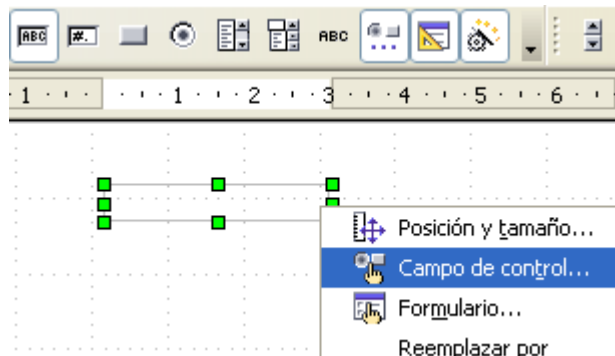 ABC #. ABC
1 1 2 3 4 5 6
Posición y tamaño...
Campo de control...
Formulario...
Reemplazar por